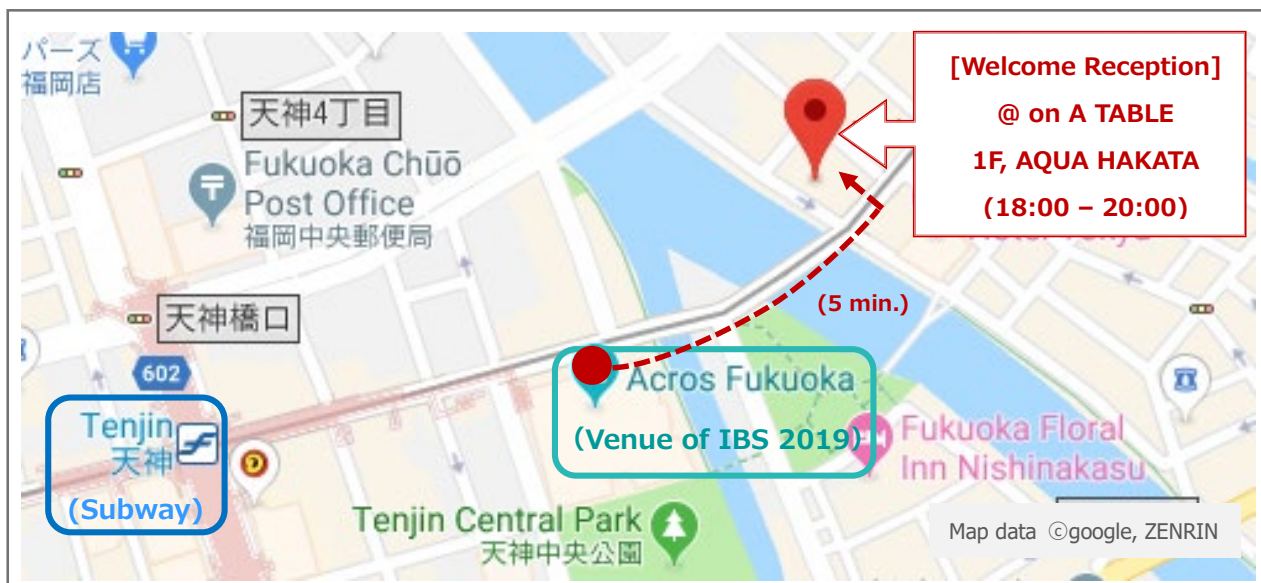 パーズ
福岡店
天神4丁目
Fukuoka Chūō
Post Office
福岡中央郵便局
[Welcome Reception]
@ on A TABLE
1F, AQUA HAKATA
(18:00 – 20:00)
天神橋口
(5 min.)
602
Acros Fukuoka
(Venue of IBS 2019)
Tenjin
天神
(Subway)
Fukuoka Floral
Inn Nishinakasu
Tenjin Central Park
天神中央公園
Map data ©google, ZENRIN